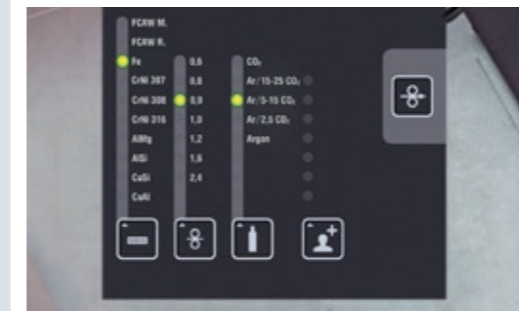 FCAW M.
FCAW R.
Fe 0,6 CO₂
CrNi 307 0,8 Ar/15-25 CO₂
CrNi 308 0,9 Ar/5-15 CO₂
CrNi 316 1,0 Ar/2,5 CO₂
AlMg 1,2 Argon
AlSi 1,6
CuSi 2,4
CuAl